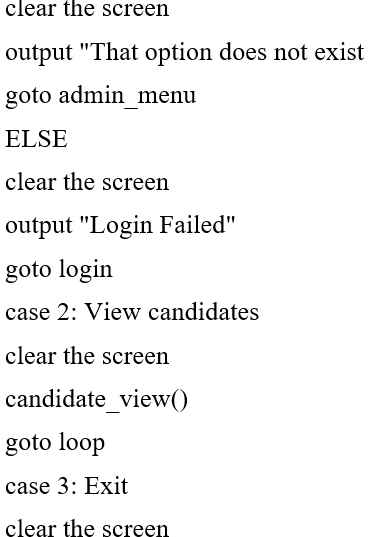 clear the screen
output "That option does not exist
goto admin_menu
ELSE
clear the screen
output "Login Failed"
goto login
case 2: View candidates
clear the screen
candidate_view()
goto loop
case 3: Exit
clear the screen